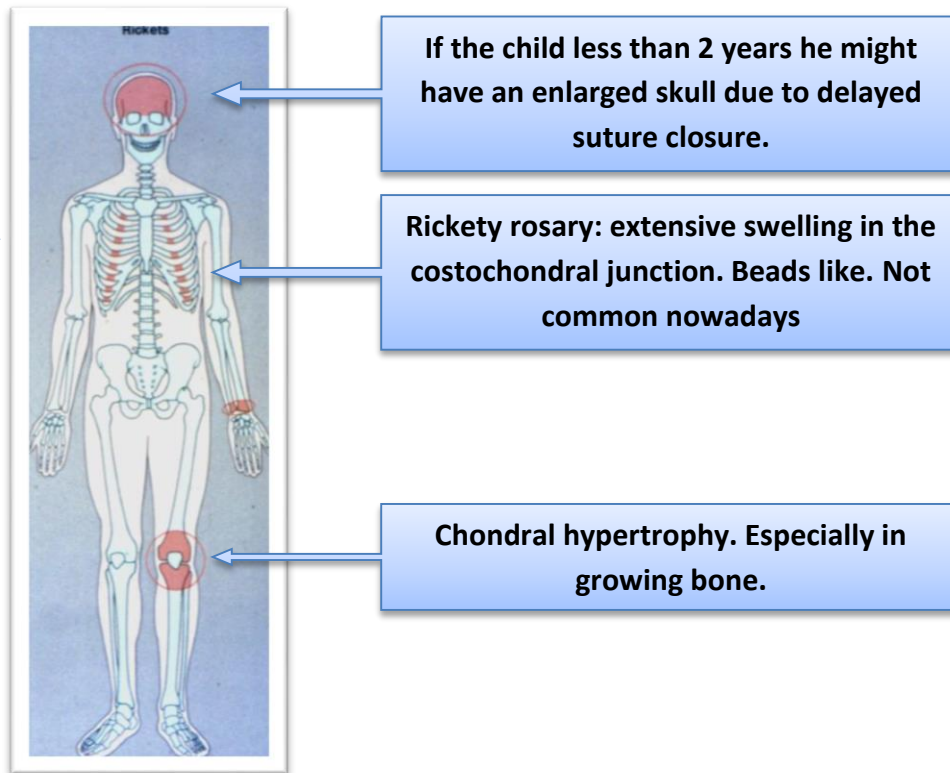 Rickets
If the child less than 2 years he might
have an enlarged skull due to delayed
suture closure.
Rickety rosary: extensive swelling in the
costochondral junction. Beads like. Not
common nowadays
Chondral hypertrophy. Especially in
growing bone.